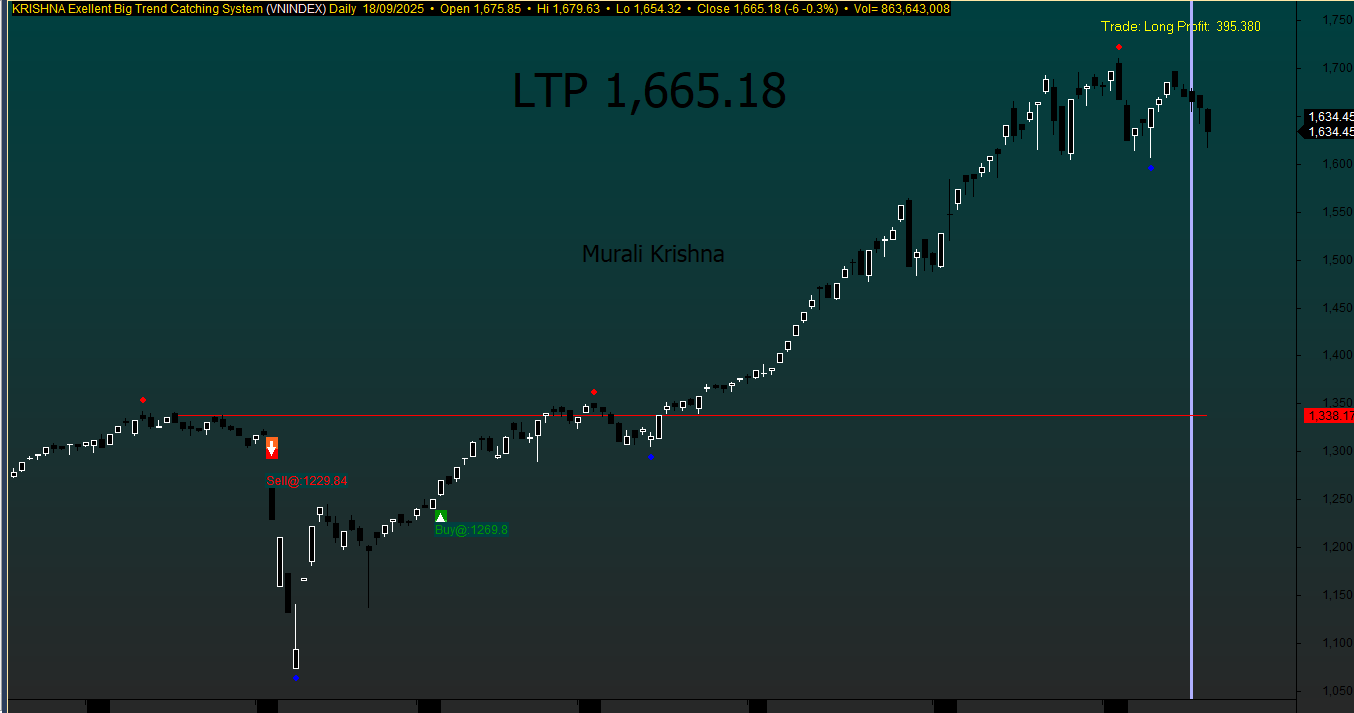 KRISHNA Exellent Big Trend Catching System (VNINDEX) Daily 18/09/2025 • Open 1,675.85 • Hi 1,679.63 • Lo 1,654.32 • Close 1,665.18 (-6 -0.3%) • Vol= 863,643,008
Trade: Long Profit: 395.380
LTP 1,665.18
Murali Krishna
Sell@:1229.84
Buy@:1269.8
1,750
1,700
1,634.45
1,634.45
1,600
1,550
1,500
1,450
1,400
1,350
1,338.17
1,300
1,250
1,200
1,150
1,100
1,050